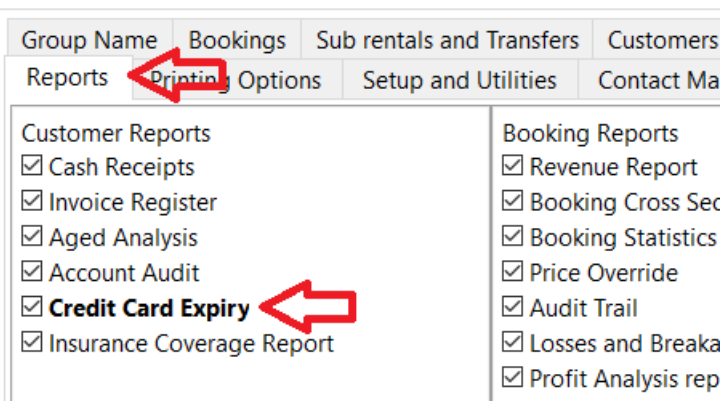 Group Name Bookings Sub rentals and Transfers Customers
Reports Printing Options Setup and Utilities Contact Ma
Customer Reports
Cash Receipts
Invoice Register
Aged Analysis
Account Audit
Credit Card Expiry
Insurance Coverage Report
Booking Reports
Revenue Report
Booking Cross Sec
Booking Statistics
Price Override
Audit Trail
Losses and Breaka
Profit Analysis rep